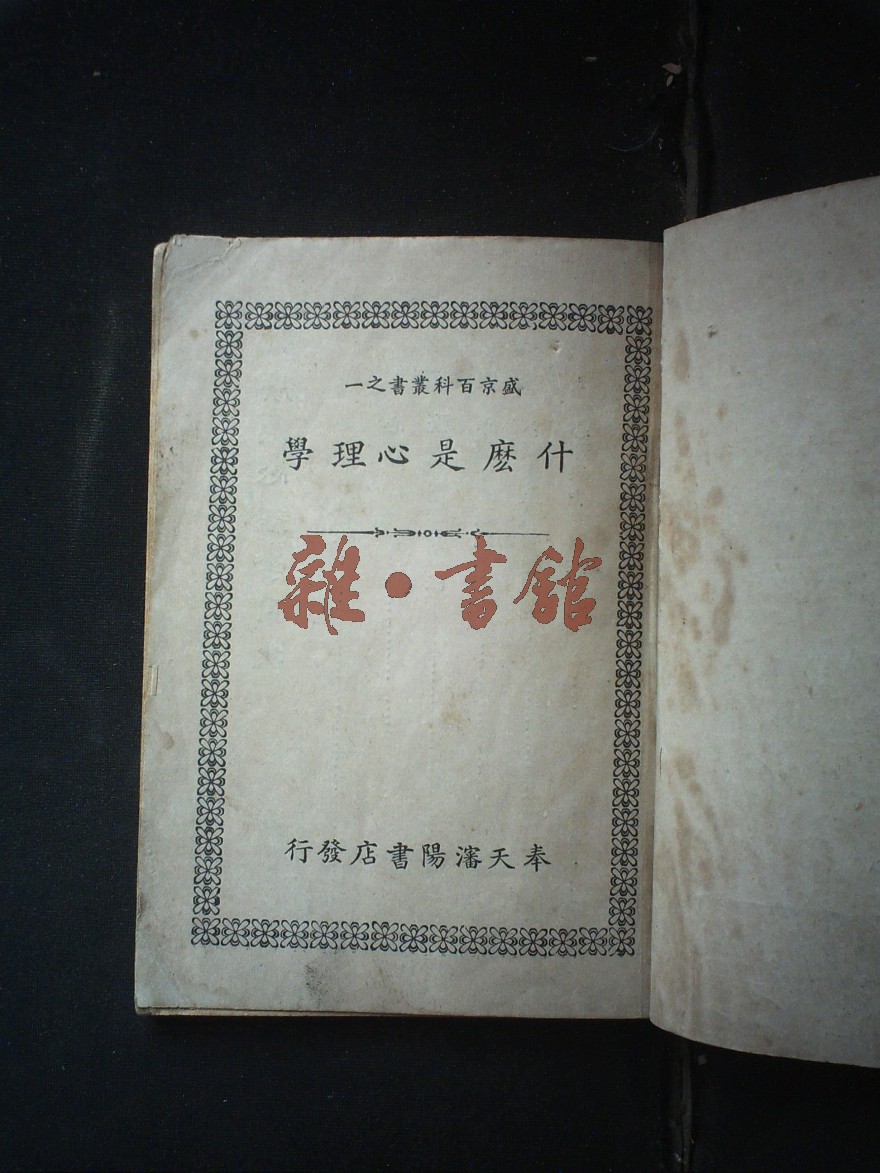 盛京百科叢書之一
什麽是心理學
雜·書館
奉天瀋陽書店發行